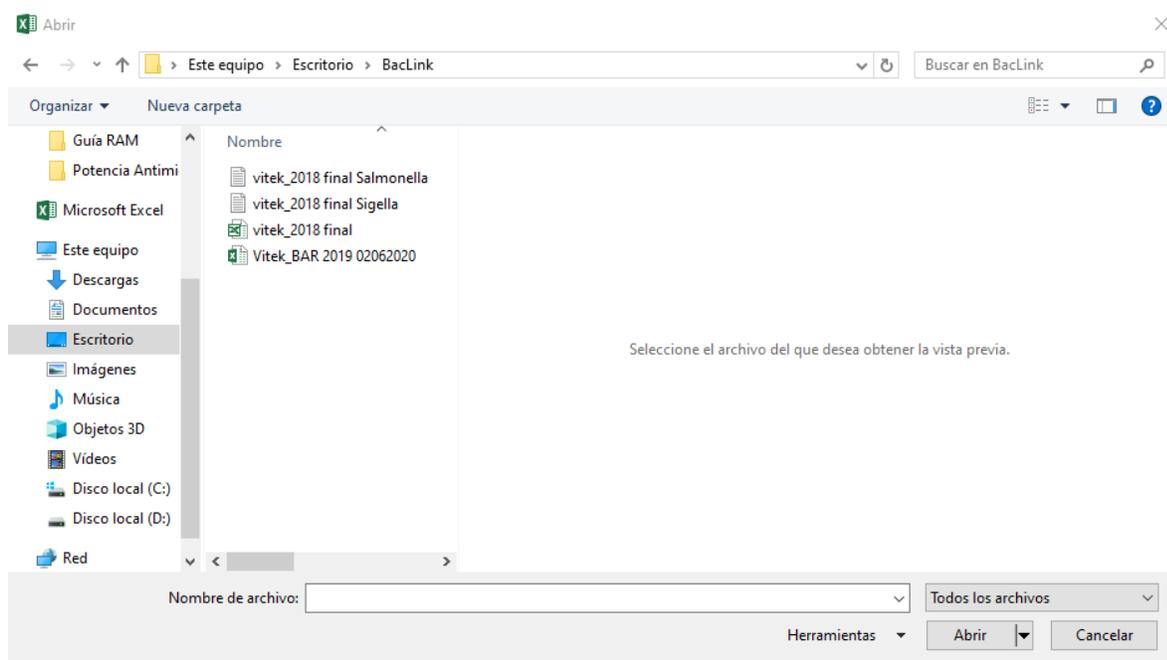 Abrir
Este equipo > Escritorio > BacLink
Buscar en BacLink
Organizar
Nueva carpeta
Guía RAM
Potencia Antimi
Microsoft Excel
Este equipo
Descargas
Documentos
Escritorio
Imágenes
Música
Objetos 3D
Vídeos
Disco local (C:)
Disco local (D:)
Red
Nombre
vitek_2018 final Salmonella
vitek_2018 final Sigella
vitek_2018 final
Vitek_BAR 2019 02062020
Seleccione el archivo del que desea obtener la vista previa.
Nombre de archivo:
Todos los archivos
Herramientas
Abrir
Cancelar